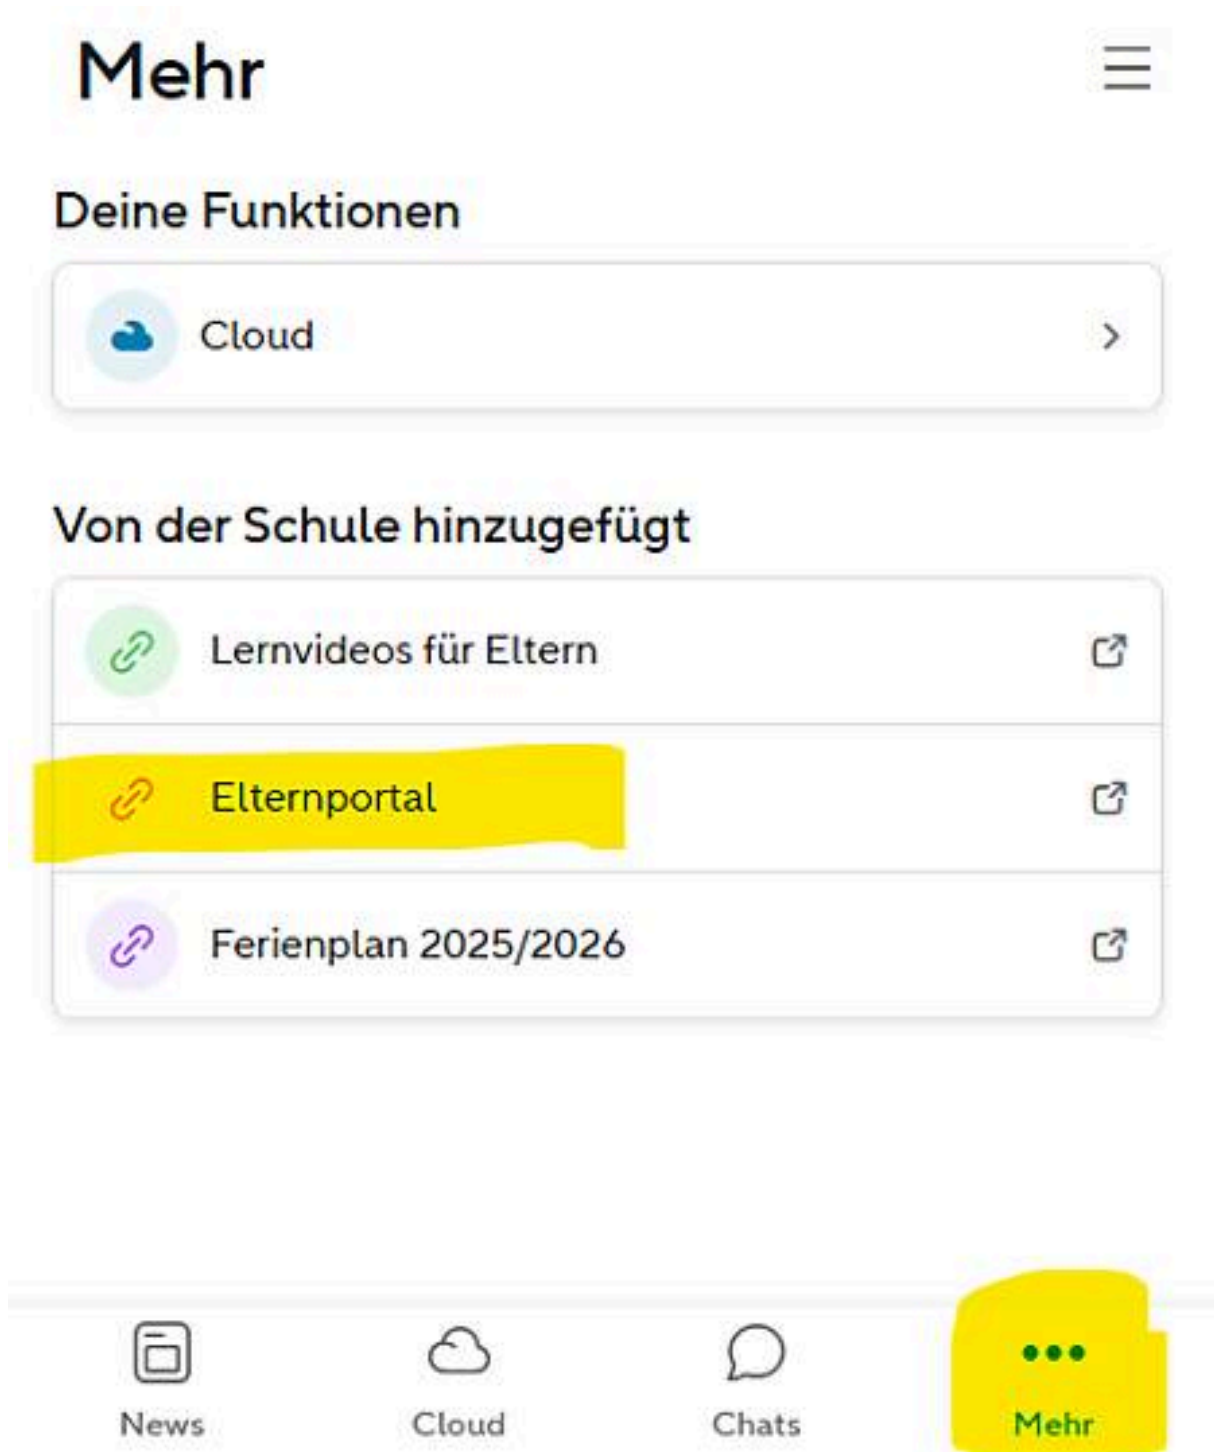 Mehr
Deine Funktionen
Cloud
Von der Schule hinzugefügt
Lernvideos für Eltern
Elternportal
Ferienplan 2025/2026
News
Cloud
Chats
Mehr